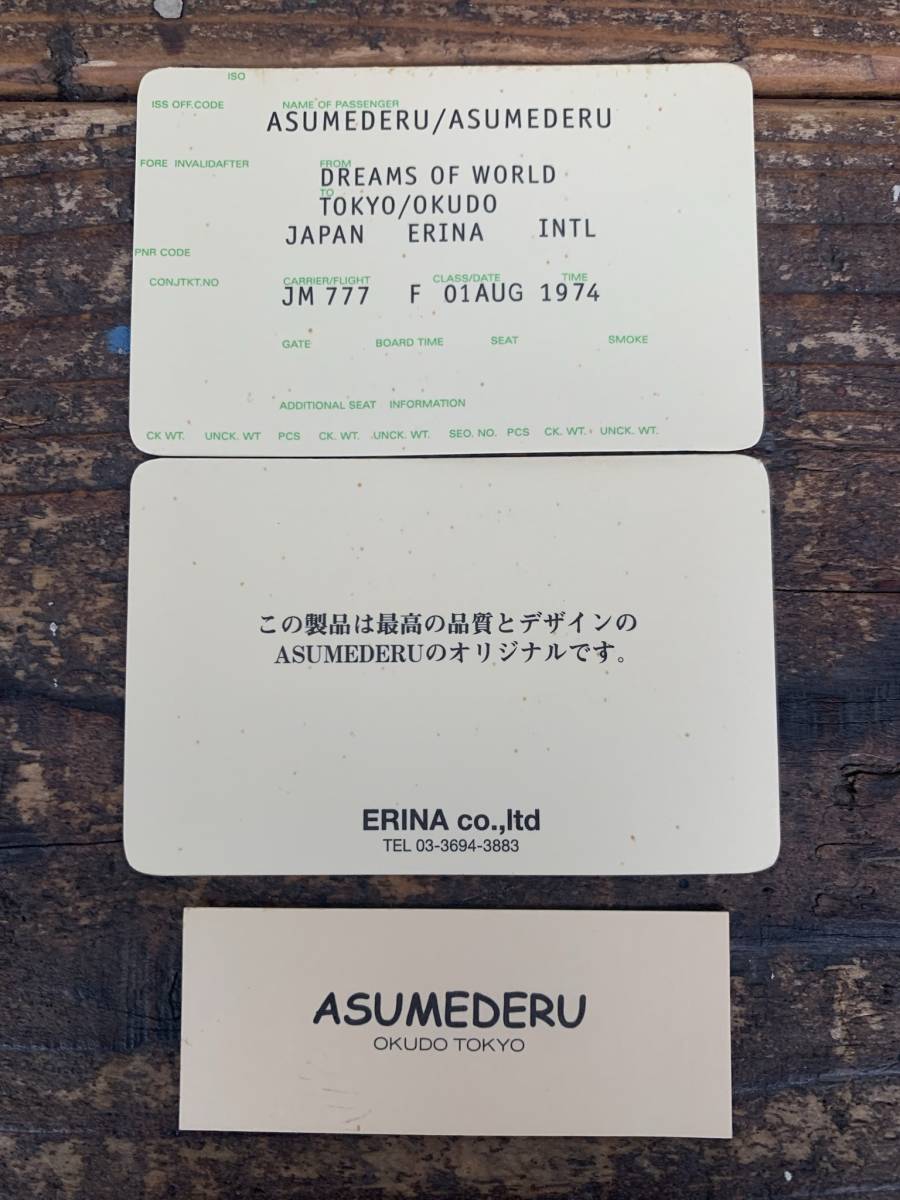 ISO
ISS OFF.CODE NAME OF PASSENGER
ASUMEDERU/ASUMEDERU
FORE INVALIDAFTER FROM
DREAMS OF WORLD
TO
TOKYO/OKUDO
JAPAN ERINA INTL
PNR CODE
CONJTKT.NO CARRIER/FLIGHT CLASS/DATE TIME
JM 777 F 01AUG 1974
GATE BOARD TIME SEAT SMOKE
ADDITIONAL SEAT INFORMATION
CK WT. UNCK. WT PCS CK. WT. UNCK. WT. SEO. NO. PCS CK. WT. UNCK. WT.
この製品は最高の品質とデザインの
ASUMEDERUのオリジナルです。
ERINA co.,ltd
TEL 03-3694-3883
ASUMEDERU
OKUDO TOKYO